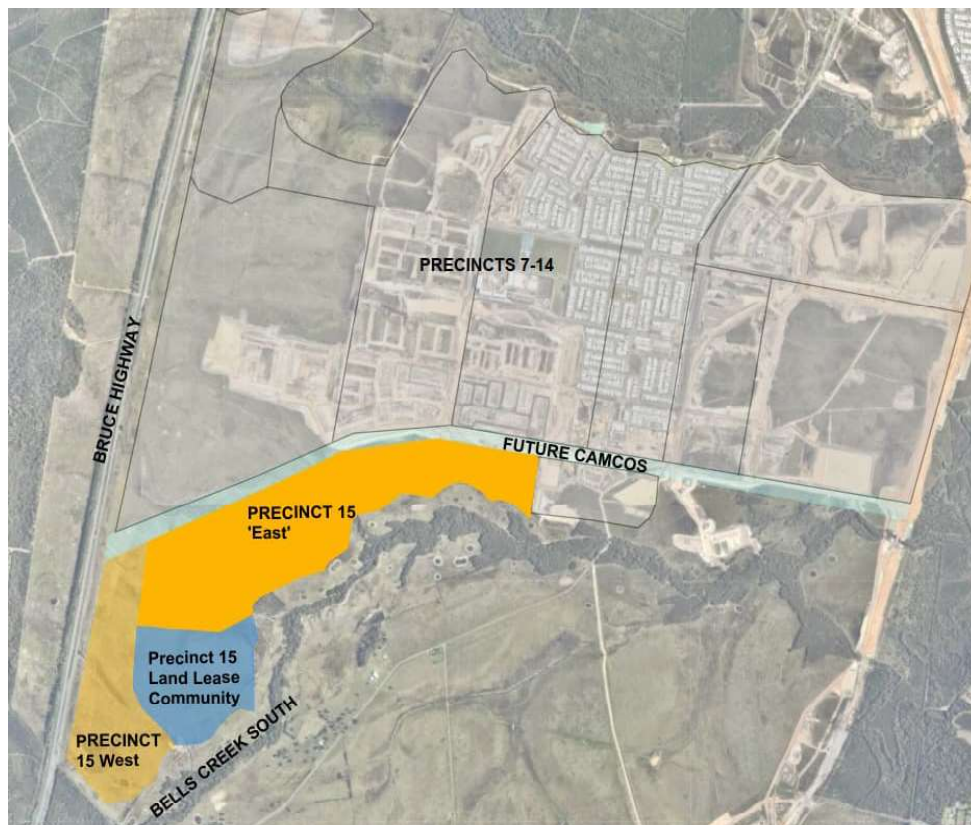 PRECINCTS 7-14
BRUCE HIGHWAY
FUTURE CAMCOS
PRECINCT 15
'East'
Precinct 15
Land Lease
Community
PRECINCT
15 West
BELLS CREEK SOUTH